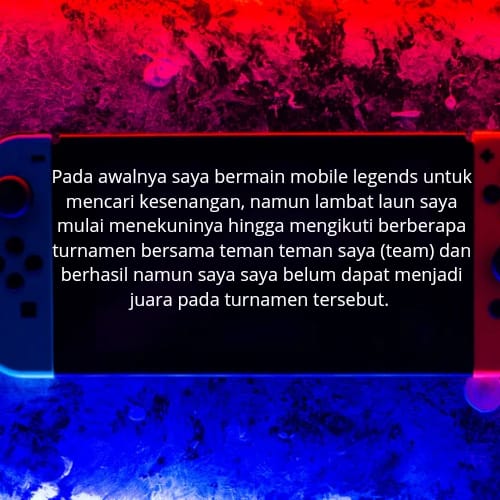 Pada awalnya saya bermain mobile legends untuk
mencari kesenangan, namun lambat laun saya
mulai menekuninya hingga mengikuti berberapa
turnamen bersama teman teman saya (team) dan
berhasil namun saya saya belum dapat menjadi
juara pada turnamen tersebut.